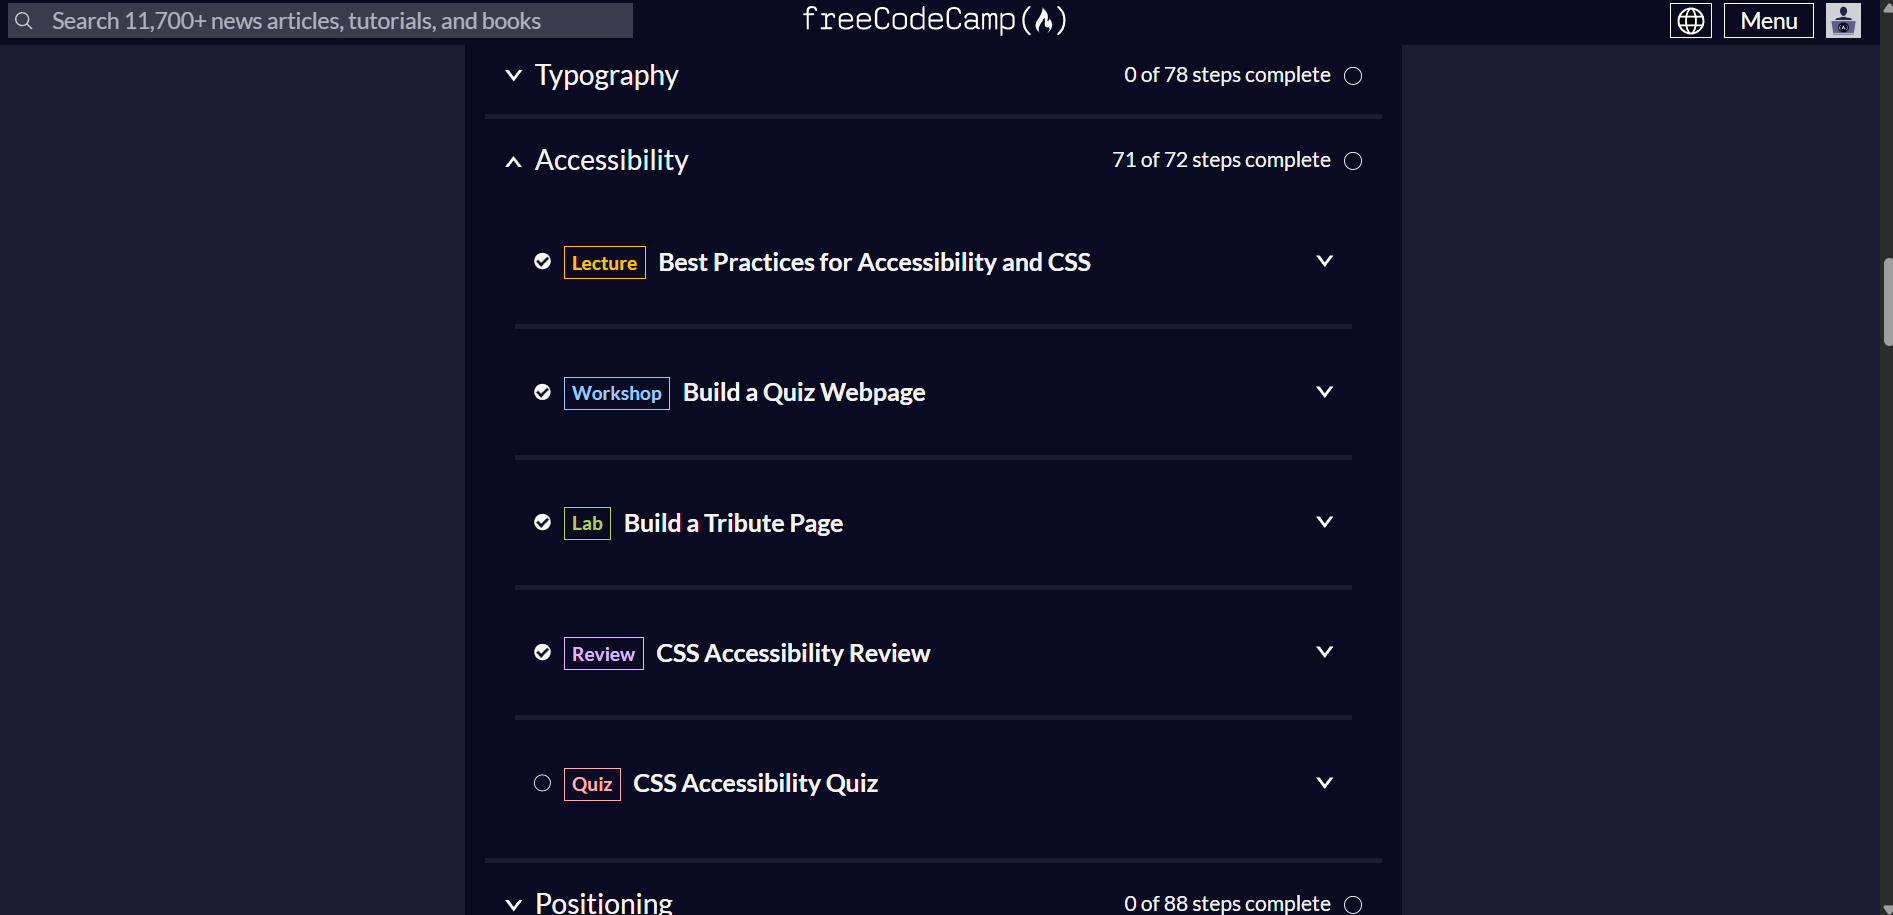 Search 11,700+ news articles, tutorials, and books
freeCodeCamp(🔥)
Menu
Typography
0 of 78 steps complete
Accessibility
71 of 72 steps complete
Lecture Best Practices for Accessibility and CSS
Workshop Build a Quiz Webpage
Lab Build a Tribute Page
Review CSS Accessibility Review
Quiz CSS Accessibility Quiz
Positioning
0 of 88 steps complete